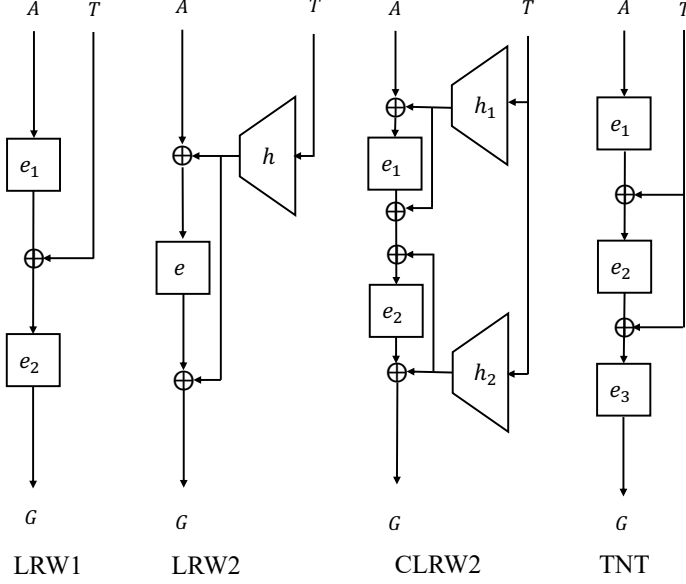 A T A T A T A T
h₁
e₁
h
e₁
e₁
e
e₂
e₂
e₂
h₂
e₃
G G G G
LRW1 LRW2 CLRW2 TNT